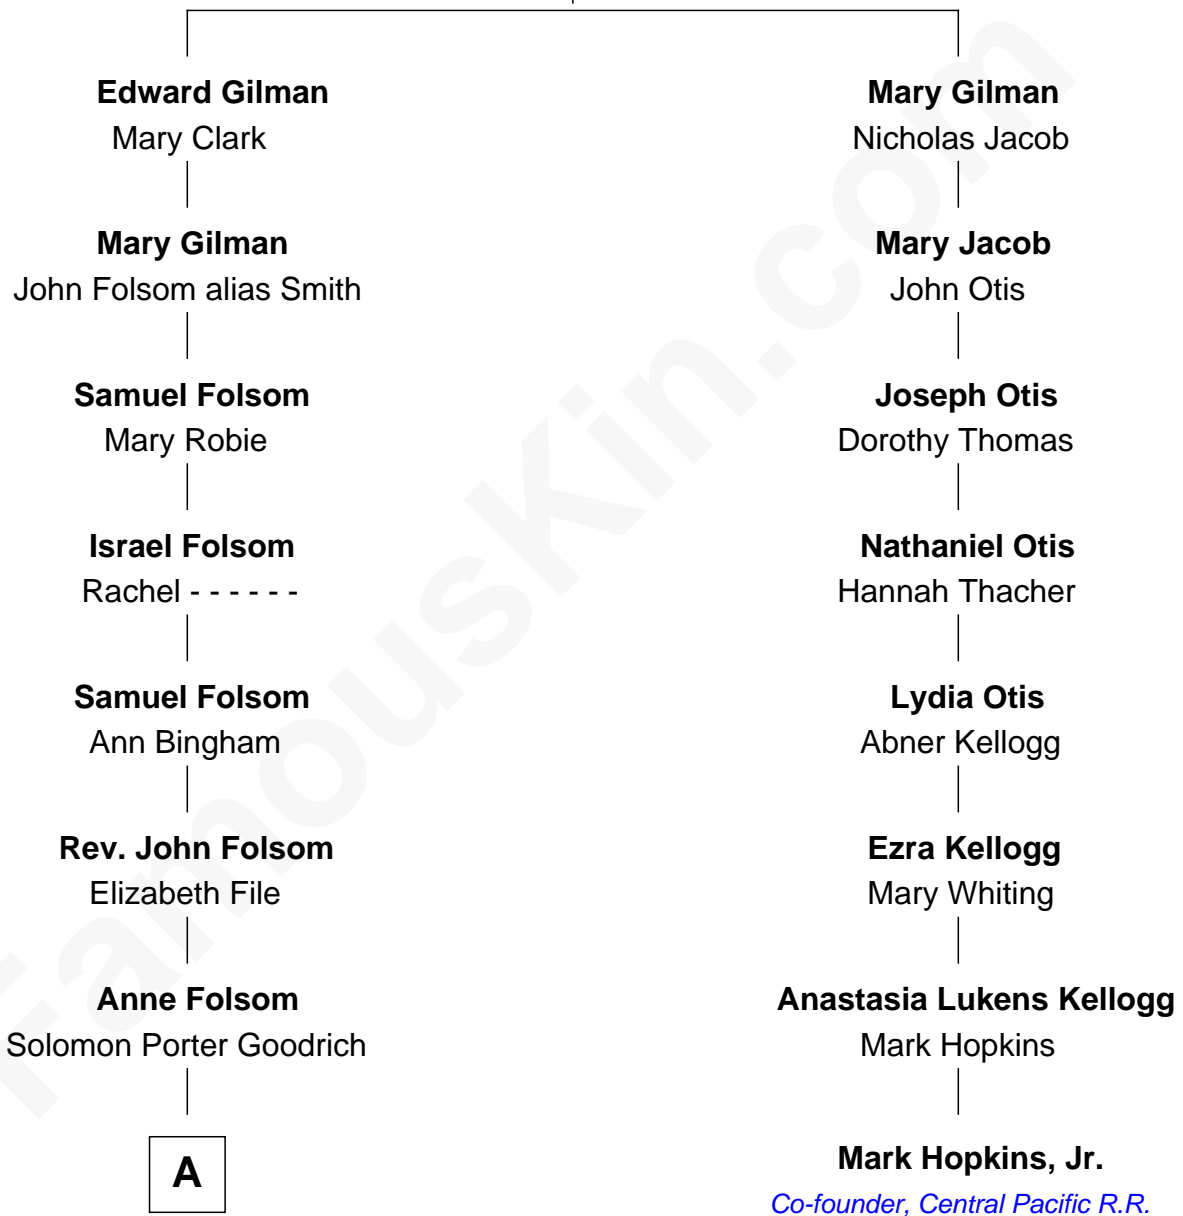 Edward Gilman
Mary Clark
Mary Gilman
John Folsom alias Smith
Samuel Folsom
Mary Robie
Israel Folsom
Rachel - - - - - -
Samuel Folsom
Ann Bingham
Rev. John Folsom
Elizabeth File
Anne Folsom
Solomon Porter Goodrich
A
Mary Gilman
Nicholas Jacob
Mary Jacob
John Otis
Joseph Otis
Dorothy Thomas
Nathaniel Otis
Hannah Thacher
Lydia Otis
Abner Kellogg
Ezra Kellogg
Mary Whiting
Anastasia Lukens Kellogg
Mark Hopkins
Mark Hopkins, Jr.
Co-founder, Central Pacific R.R.
FamousKin.com